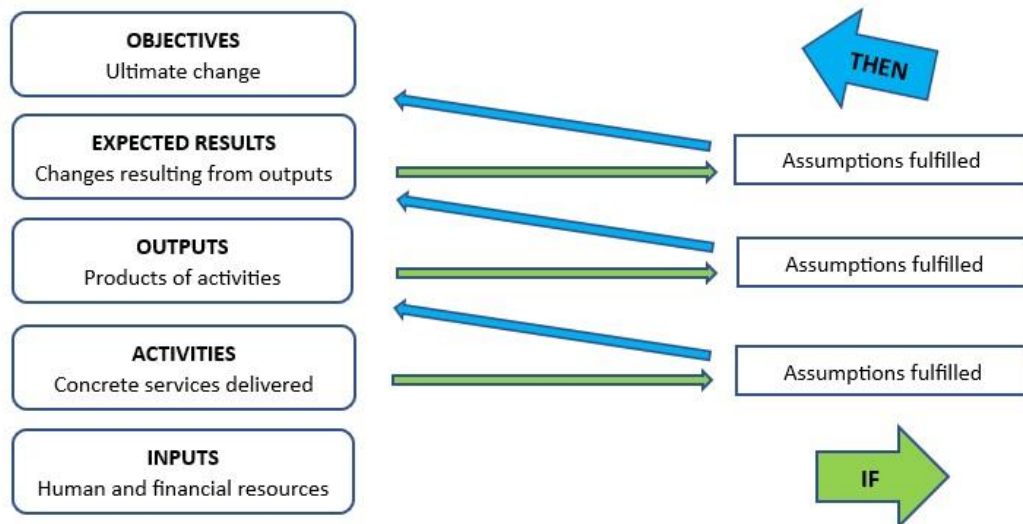 OBJECTIVES
Ultimate change
THEN
EXPECTED RESULTS
Changes resulting from outputs
Assumptions fulfilled
OUTPUTS
Products of activities
Assumptions fulfilled
ACTIVITIES
Concrete services delivered
Assumptions fulfilled
INPUTS
Human and financial resources
IF